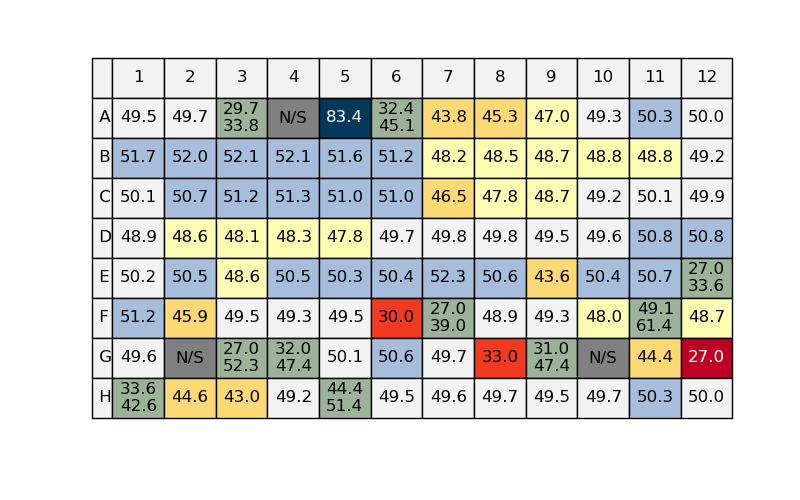 1 2 3 4 5 6 7 8 9 10 11 12
A 49.5 49.7 29.7 33.8 N/S 83.4 32.4 45.1 43.8 45.3 47.0 49.3 50.3 50.0
B 51.7 52.0 52.1 52.1 51.6 51.2 48.2 48.5 48.7 48.8 48.8 49.2
C 50.1 50.7 51.2 51.3 51.0 51.0 46.5 47.8 48.7 49.2 50.1 49.9
D 48.9 48.6 48.1 48.3 47.8 49.7 49.8 49.8 49.5 49.6 50.8 50.8
E 50.2 50.5 48.6 50.5 50.3 50.4 52.3 50.6 43.6 50.4 50.7 27.0 33.6
F 51.2 45.9 49.5 49.3 49.5 30.0 27.0 39.0 48.9 49.3 48.0 49.1 61.4 48.7
G 49.6 N/S 27.0 52.3 32.0 47.4 50.1 50.6 49.7 33.0 31.0 47.4 N/S 44.4 27.0
H 33.6 42.6 44.6 43.0 49.2 44.4 51.4 49.5 49.6 49.7 49.5 49.7 50.3 50.0